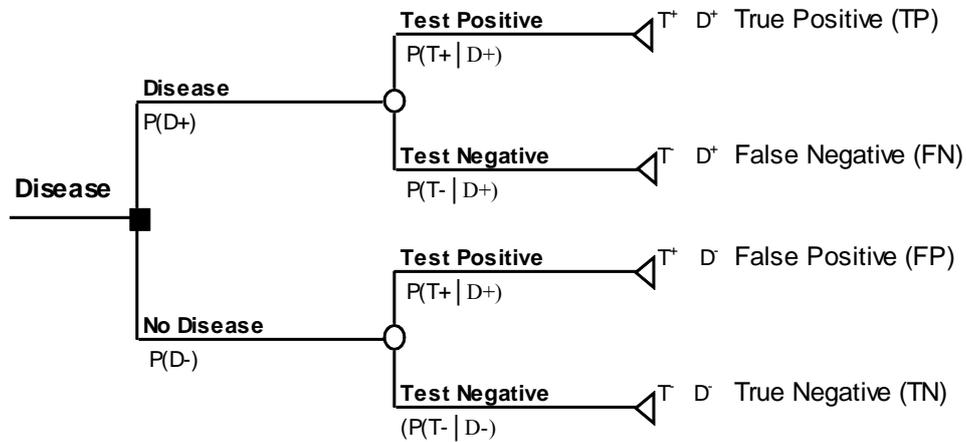 Test Positive
T⁺ D⁺ True Positive (TP)
P(T+│D+)
Disease
P(D+)
Test Negative
T⁻ D⁺ False Negative (FN)
P(T-│D+)
Disease
Test Positive
T⁺ D⁻ False Positive (FP)
P(T+│D+)
No Disease
P(D-)
Test Negative
T⁻ D⁻ True Negative (TN)
(P(T-│D-)